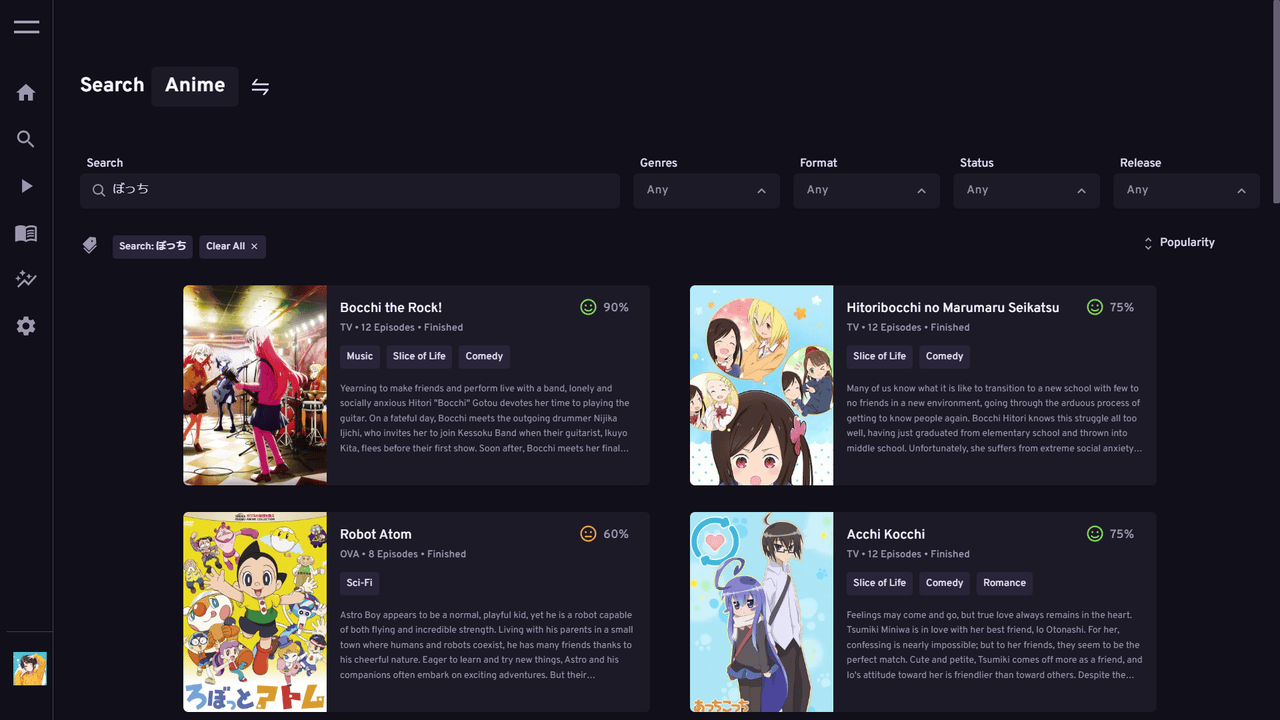 Search Anime
Search
Genres
Format
Status
Release
ぼっち
Any
Any
Any
Any
Search: ぼっち
Clear All ×
Popularity
Bocchi the Rock!
90%
TV • 12 Episodes • Finished
Music
Slice of Life
Comedy
Yearning to make friends and perform live with a band, lonely and
socially anxious Hitori "Bocchi" Gotou devotes her time to playing the
guitar. On a fateful day, Bocchi meets the outgoing drummer Nijika
Ijichi, who invites her to join Kessoku Band when their guitarist, Ikuyo
Kita, flees before their first show. Soon after, Bocchi meets her final…
Hitoribocchi no Marumaru Seikatsu
75%
TV • 12 Episodes • Finished
Slice of Life
Comedy
Many of us know what it is like to transition to a new school with few to
no friends in a new environment, going through the arduous process of
getting to know people again. Bocchi Hitori knows this struggle all too
well, having just graduated from elementary school and thrown into
middle school. Unfortunately, she suffers from extreme social anxiety…
ろぼっとアトム
Robot Atom
60%
OVA • 8 Episodes • Finished
Sci-Fi
Astro Boy appears to be a normal, playful kid, yet he is a robot capable
of both flying and incredible strength. Living with his parents in a small
town where humans and robots coexist, he has many friends thanks to
his cheerful nature. Eager to learn and try new things, Astro and his
companions often embark on exciting adventures. But their…
あっちこっち
Acchi Kocchi
75%
TV • 12 Episodes • Finished
Slice of Life
Comedy
Romance
Feelings may come and go, but true love always remains in the heart.
Tsumiki Miniwa is in love with her best friend, Io Otonashi. For her,
confessing is nearly impossible; but to her friends, they seem to be the
perfect match. Cute and petite, Tsumiki comes off more as a friend, and
Io's attitude toward her is friendlier than toward others. Despite the…